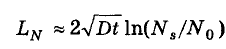 L_N ≈ 2√Dt ln(N_s/N_0)